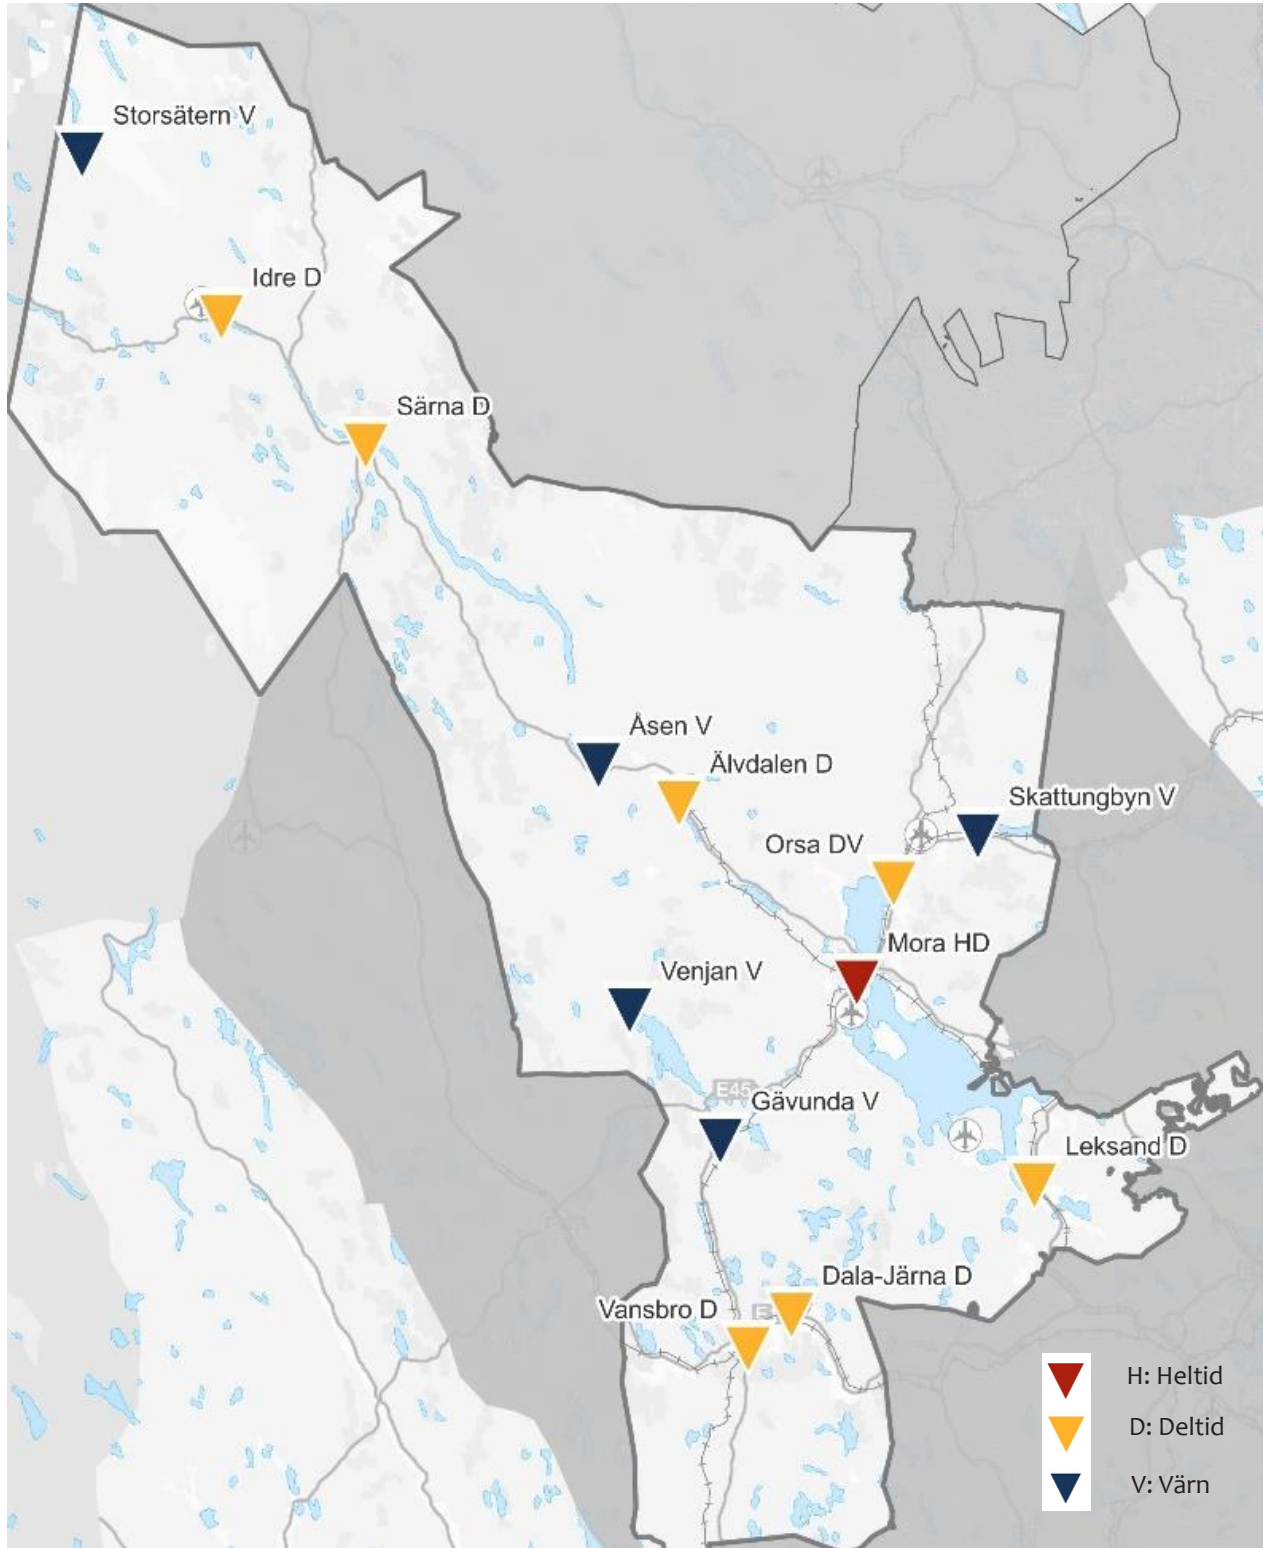 Storsätern V
Idre D
Särna D
Åsen V
Älvdalen D
Skattungbyn V
Orsa DV
Mora HD
Venjan V
E45
Gävunda V
Leksand D
Dala-Järna D
Vansbro D
H: Heltid
D: Deltid
V: Värn